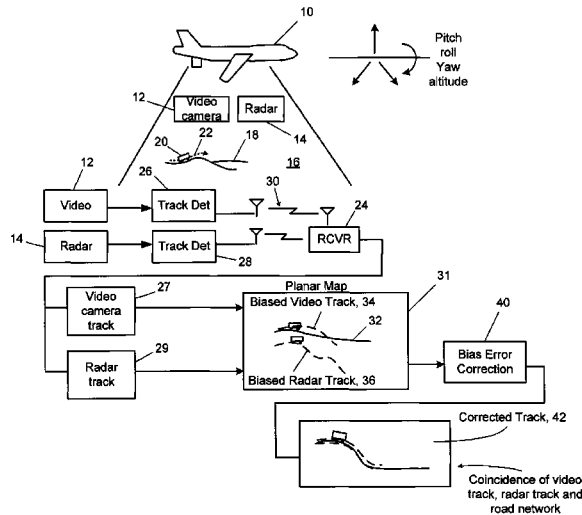 10
Pitch
roll
Yaw
altitude
12
Video
camera
Radar
14
20
22
18
16
12
26
30
24
Video
Track Det
RCVR
14
Radar
Track Det
28
27
Video
camera
track
29
Radar
track
Planar Map
31
Biased Video Track, 34
32
Biased Radar Track, 36
40
Bias Error
Correction
Corrected Track, 42
Coincidence of video
track, radar track and
road network